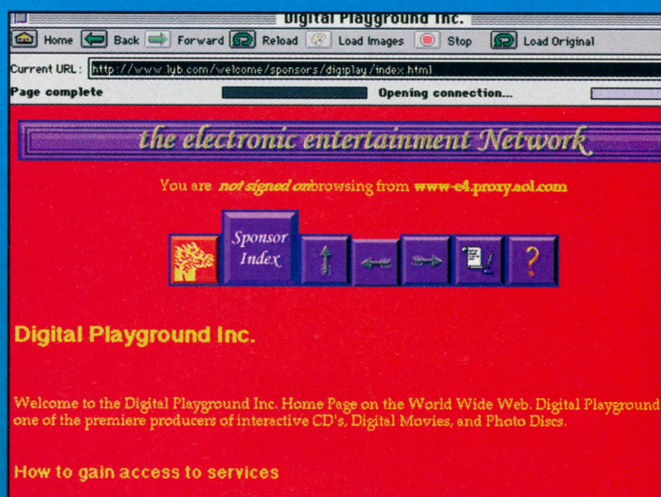 Digital Playground Inc.
Home Back Forward Reload Load Images Stop Load Original
Current URL: http://www.lyb.com/welcome/sponsors/digiplay/index.html
Page complete Opening connection...
the electronic entertainment Network
You are not signed onbrowsing from www-e4.proxy.aol.com
Sponsor
Index
?
Digital Playground Inc.
Welcome to the Digital Playground Inc. Home Page on the World Wide Web. Digital Playground
one of the premiere producers of interactive CD's, Digital Movies, and Photo Discs.
How to gain access to services